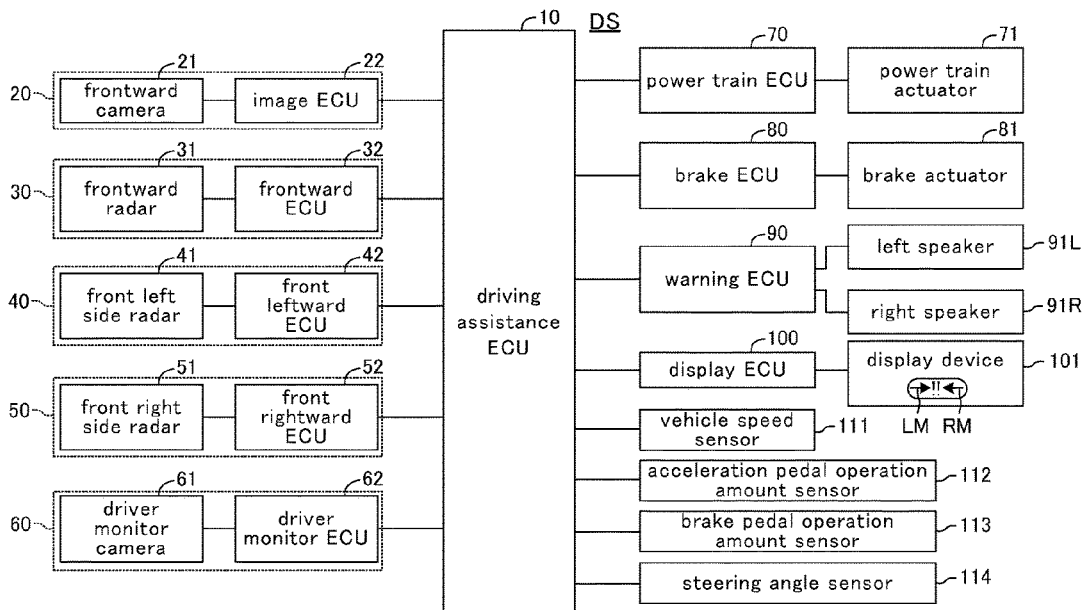 10
DS
20
21
frontward
camera
22
image ECU
30
31
frontward
radar
32
frontward
ECU
40
41
front left
side radar
42
front
leftward ECU
50
51
front right
side radar
52
front
rightward
ECU
60
61
driver
monitor
camera
62
driver
monitor ECU
driving
assistance
ECU
70
power train ECU
71
power train
actuator
80
brake ECU
81
brake actuator
90
warning ECU
left speaker
91L
right speaker
91R
100
display ECU
display device
101
!!
LM RM
vehicle speed
sensor
111
acceleration pedal operation
amount sensor
112
brake pedal operation
amount sensor
113
steering angle sensor
114